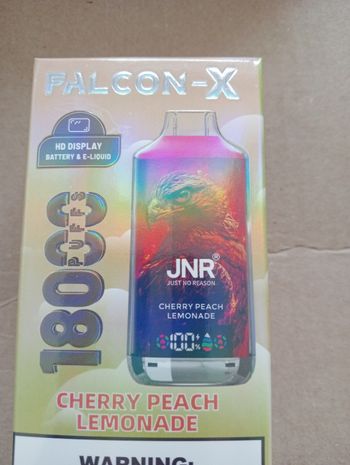 FALCON-X
HD DISPLAY
BATTERY & E-LIQUID
18000
PUFFS
JNR®
JUST NO REASON
CHERRY PEACH
LEMONADE
100%
CHERRY PEACH
LEMONADE
WARNING: